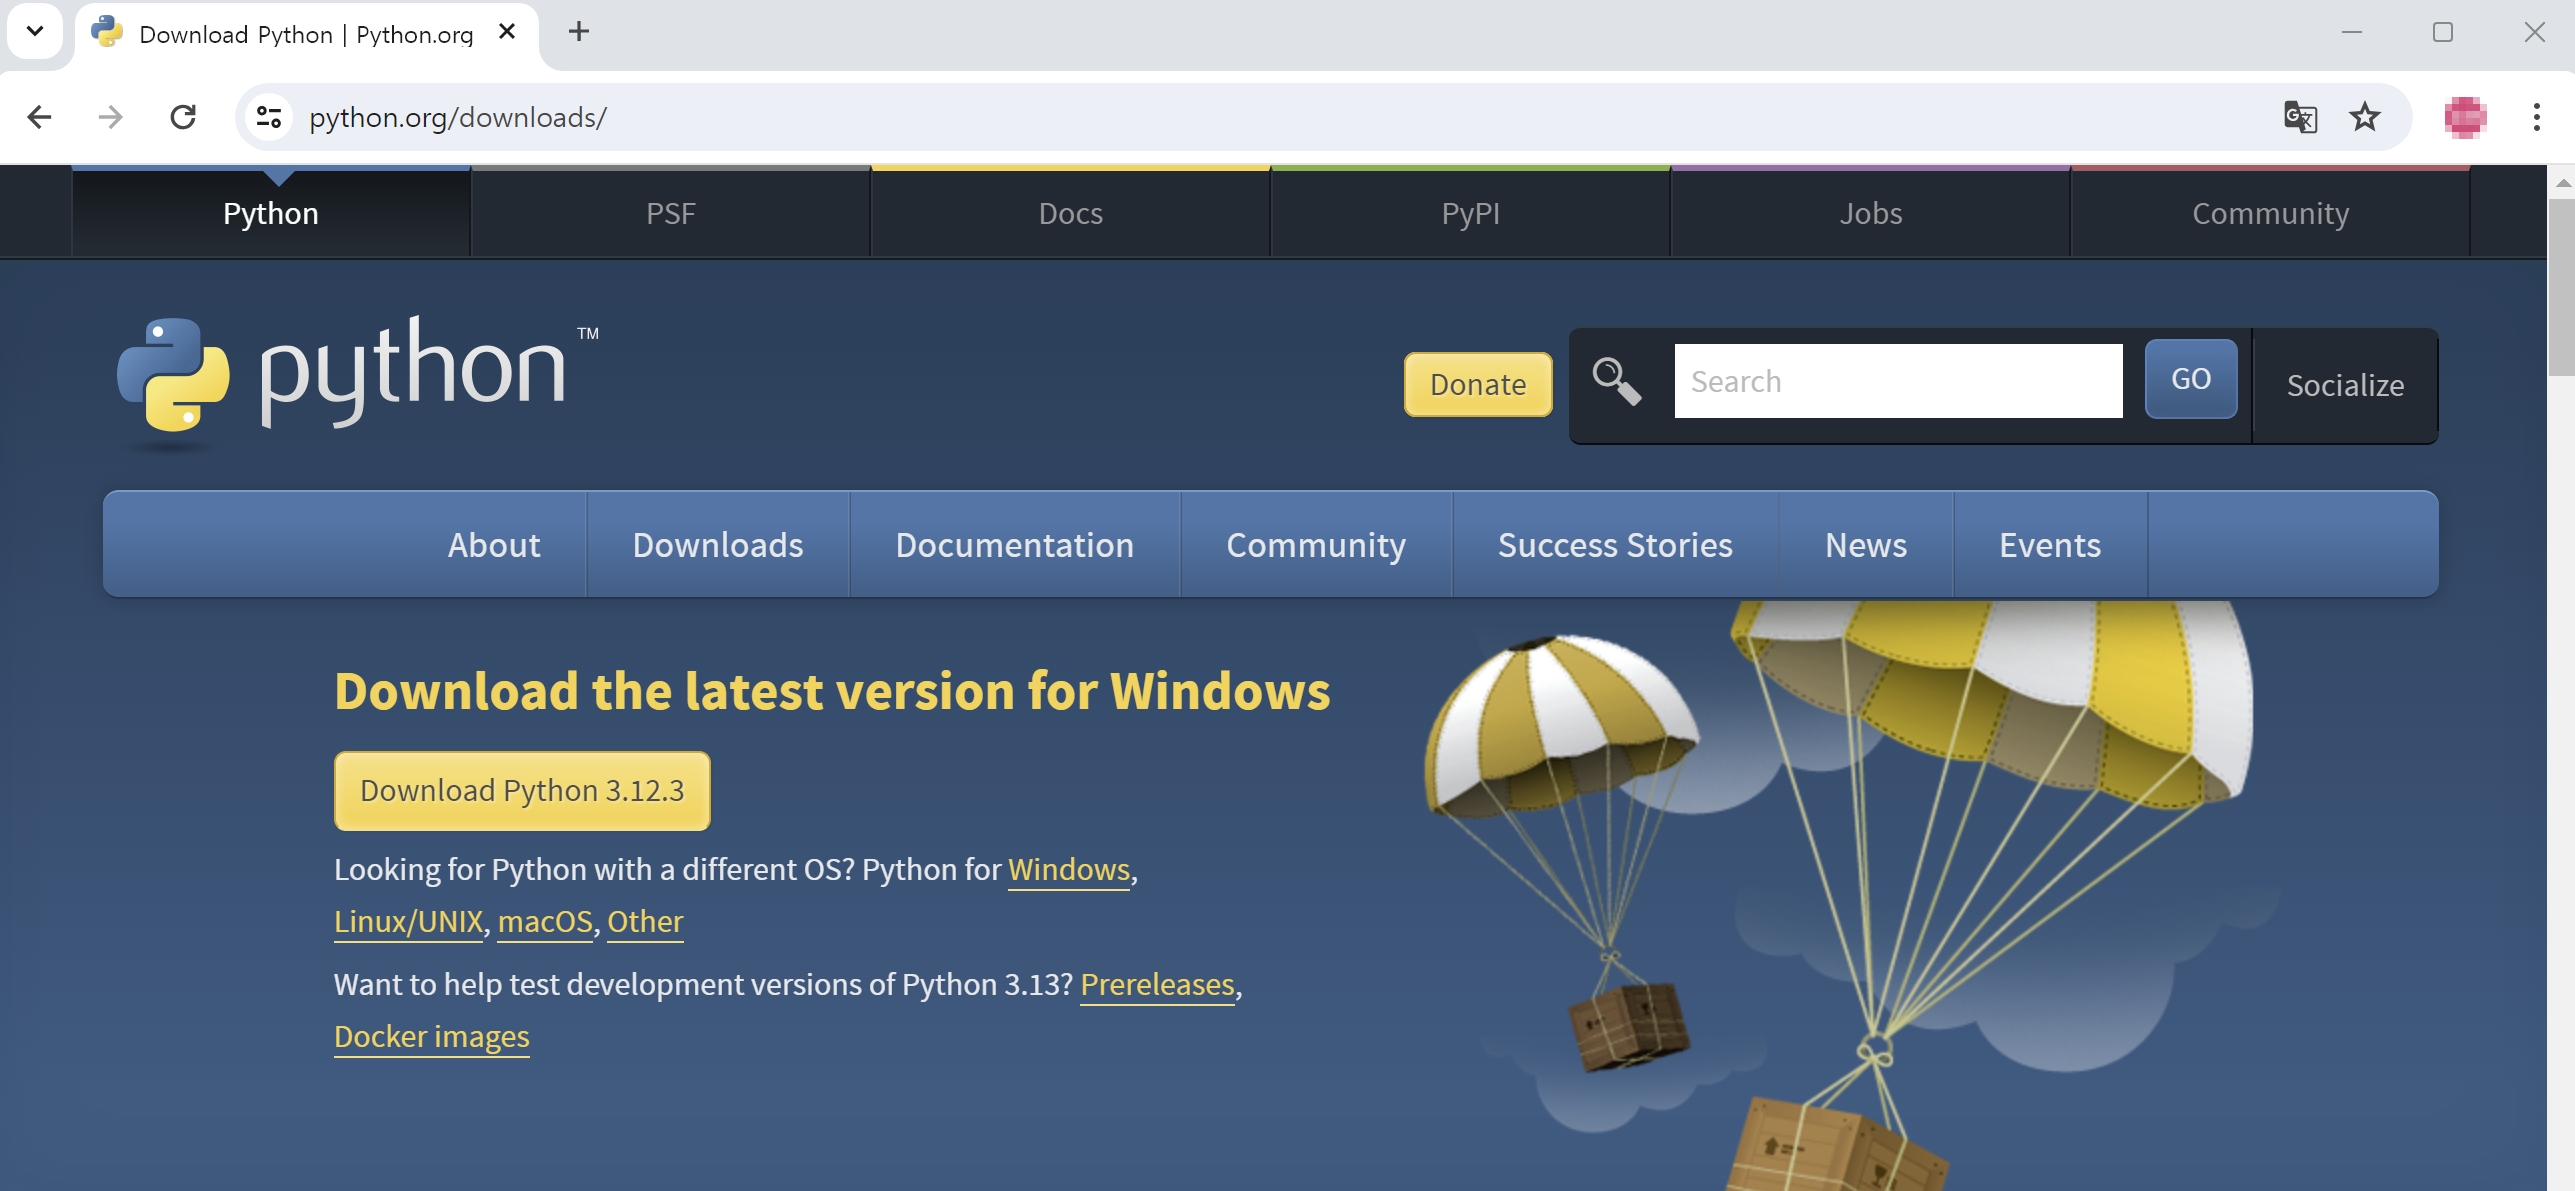 Download Python | Python.org
python.org/downloads/
Python
PSF
Docs
PyPI
Jobs
Community
python™
Donate
Search
GO
Socialize
About
Downloads
Documentation
Community
Success Stories
News
Events
Download the latest version for Windows
Download Python 3.12.3
Looking for Python with a different OS? Python for Windows,
Linux/UNIX, macOS, Other
Want to help test development versions of Python 3.13? Prereleases,
Docker images